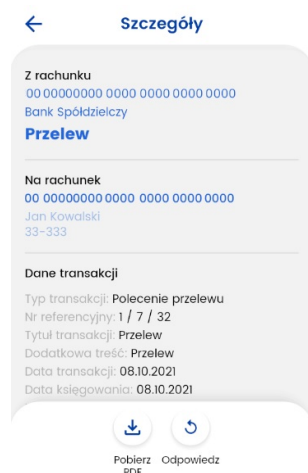 Szczegóły
Z rachunku
00 00000000 0000 0000 0000 0000
Bank Spółdzielczy
Przelew
Na rachunek
00 00000000 0000 0000 0000 0000
Jan Kowalski
33-333
Dane transakcji
Typ transakcji: Polecenie przelewu
Nr referencyjny: 1 / 7 / 32
Tytuł transakcji: Przelew
Dodatkowa treść: Przelew
Data transakcji: 08.10.2021
Data księgowania: 08.10.2021
Pobierz PDF
Odpowiedz